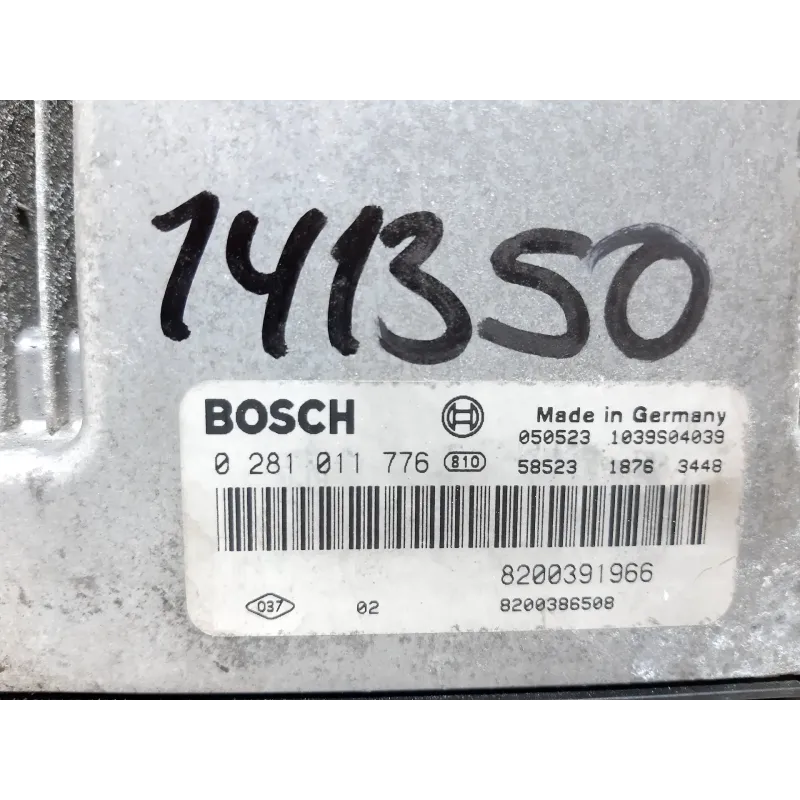 141350
BOSCH
Made in Germany
050523 1039S04039
0 281 011 776 810
58523 1876 3448
8200391966
037 02 8200386508